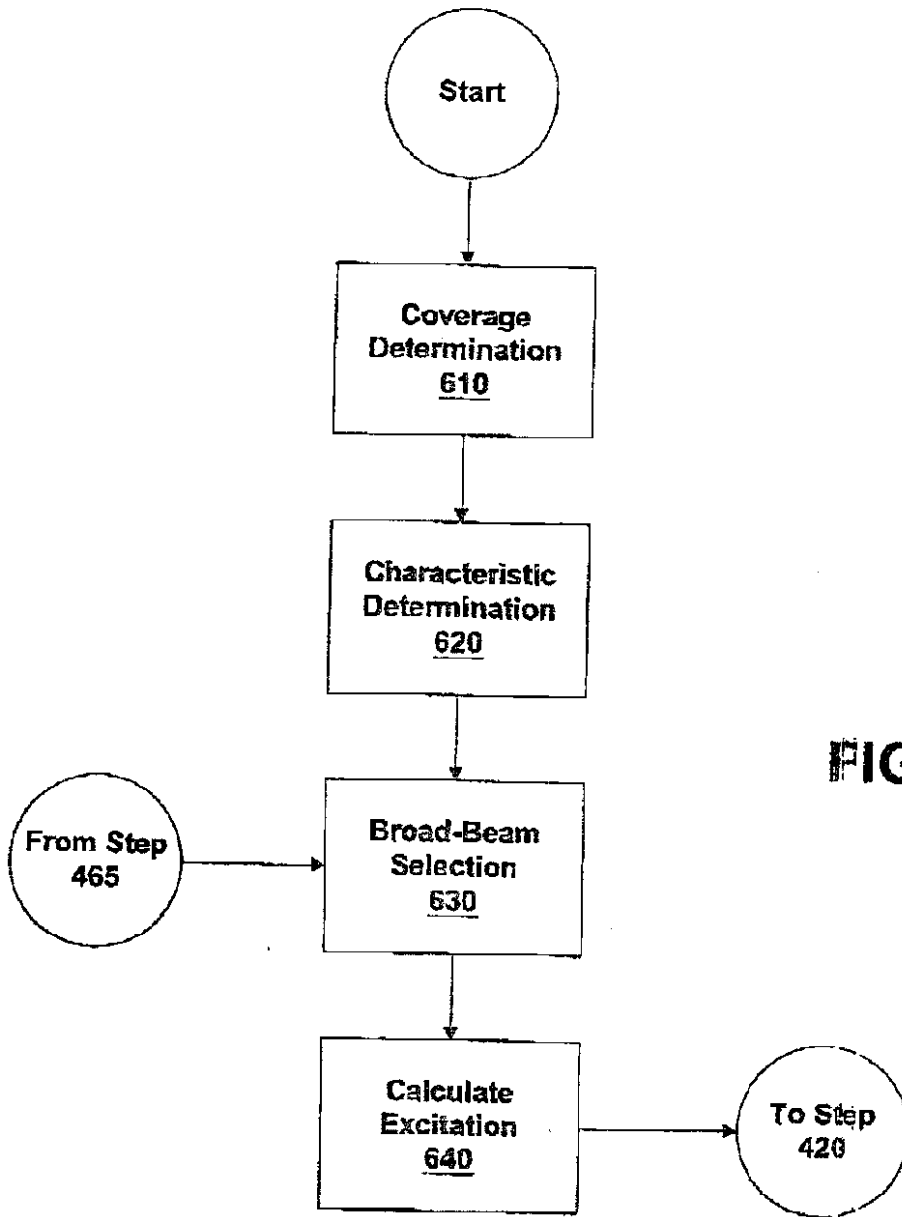 Start
Coverage
Determination
610
Characteristic
Determination
620
FIG
From Step
465
Broad-Beam
Selection
630
Calculate
Excitation
640
To Step
420